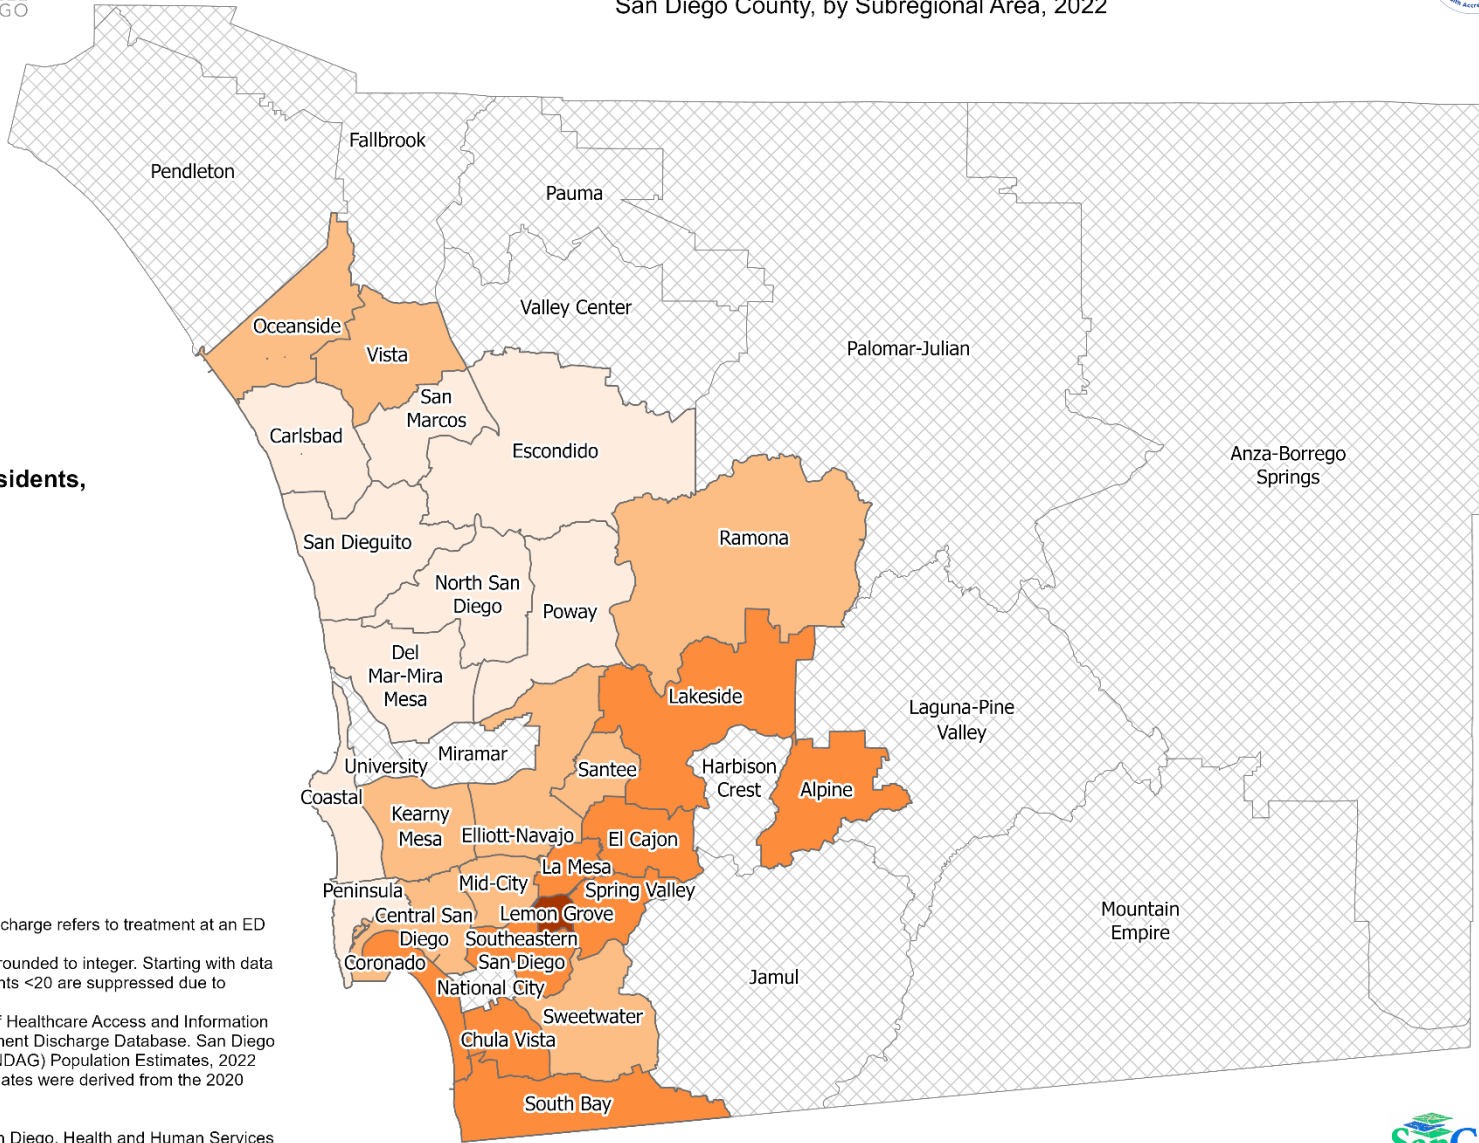 GO
San Diego County, by Subregional Area, 2022
Fallbrook
Pendleton
Pauma
Valley Center
Oceanside
Vista
Palomar-Julian
San
Marcos
Carlsbad
Escondido
Anza-Borrego
Springs
sidents,
San Dieguito
Ramona
North San
Diego
Poway
Del
Mar-Mira
Mesa
Lakeside
Laguna-Pine
Valley
Miramar
University
Santee
Harbison
Crest
Alpine
Coastal
Kearny
Mesa
Elliott-Navajo
El Cajon
La Mesa
Mid-City
Spring Valley
Peninsula
Central San
Diego
Lemon Grove
Mountain
Empire
charge refers to treatment at an ED
Southeastern
San Diego
Coronado
rounded to integer. Starting with data
nts <20 are suppressed due to
National City
Jamul
Sweetwater
f Healthcare Access and Information
nent Discharge Database. San Diego
NDAG) Population Estimates, 2022
ates were derived from the 2020
Chula Vista
South Bay
n Diego, Health and Human Services